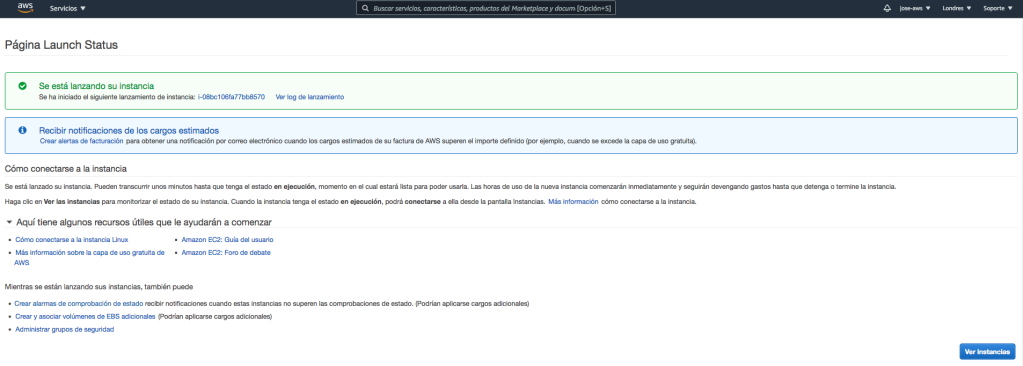 aws
Servicios ▼
Buscar servicios, características, productos del Marketplace y docum [Opción+S]
jose-aws ▼
Londres ▼
Soporte ▼
Página Launch Status
Se está lanzando su instancia
Se ha iniciado el siguiente lanzamiento de instancia: i-08bc106fa77bb8570 Ver log de lanzamiento
Recibir notificaciones de los cargos estimados
Crear alertas de facturación para obtener una notificación por correo electrónico cuando los cargos estimados de su factura de AWS superen el importe definido (por ejemplo, cuando se excede la capa de uso gratuita).
Cómo conectarse a la instancia
Se está lanzado su instancia. Pueden transcurrir unos minutos hasta que tenga el estado en ejecución, momento en el cual estará lista para poder usarla. Las horas de uso de la nueva instancia comenzarán inmediatamente y seguirán devengando gastos hasta que detenga o termine la instancia.
Haga clic en Ver las instancias para monitorizar el estado de su instancia. Cuando la instancia tenga el estado en ejecución, podrá conectarse a ella desde la pantalla Instancias. Más información cómo conectarse a la instancia.
▼ Aquí tiene algunos recursos útiles que le ayudarán a comenzar
• Cómo conectarse a la instancia Linux
• Más información sobre la capa de uso gratuita de
AWS
• Amazon EC2: Guía del usuario
• Amazon EC2: Foro de debate
Mientras se están lanzando sus instancias, también puede
• Crear alarmas de comprobación de estado recibir notificaciones cuando estas instancias no superen las comprobaciones de estado. (Podrían aplicarse cargos adicionales)
• Crear y asociar volúmenes de EBS adicionales (Podrían aplicarse cargos adicionales)
• Administrar grupos de seguridad
Ver instancias